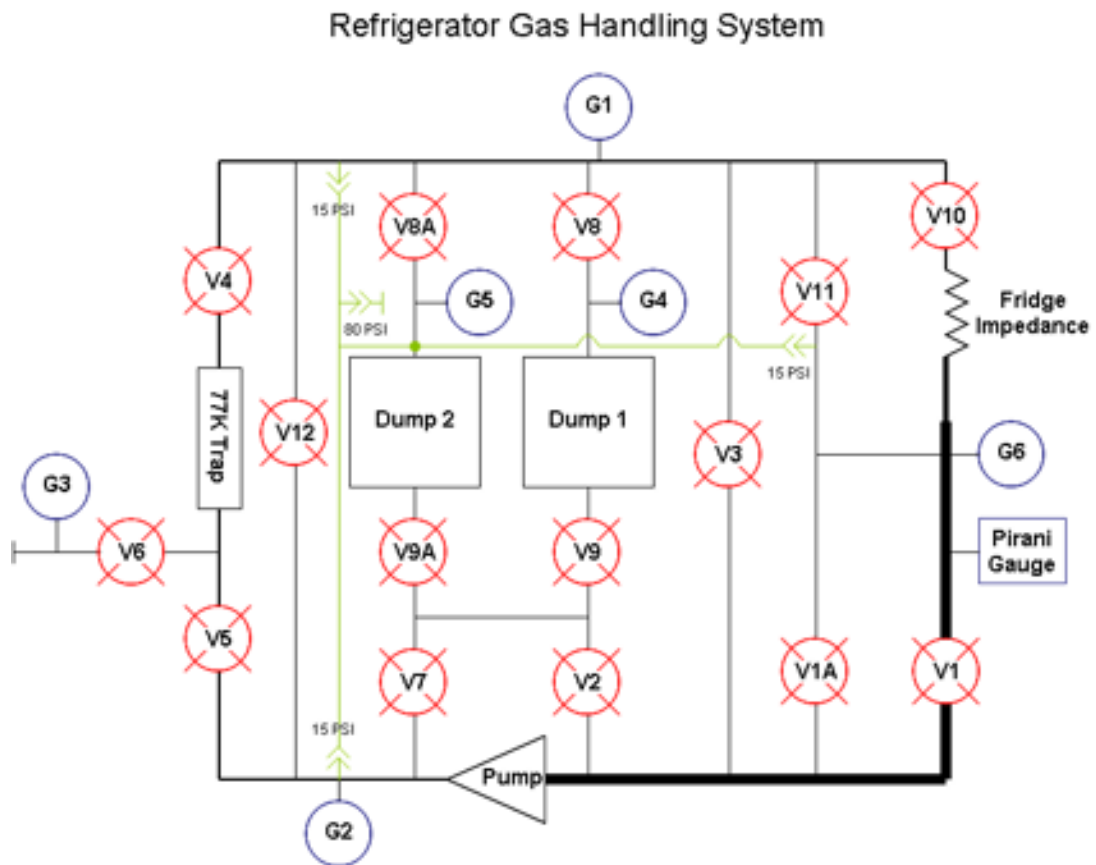 Refrigerator Gas Handling System
G1
15 PSI
V8A
V8
V10
V4
G5
G4
V11
Fridge
Impedance
80 PSI
15 PSI
77K Trap
Dump 2
Dump 1
V12
V3
G6
G3
V6
V9A
V9
Pirani
Gauge
V5
V7
V2
V1A
V1
15 PSI
Pump
G2